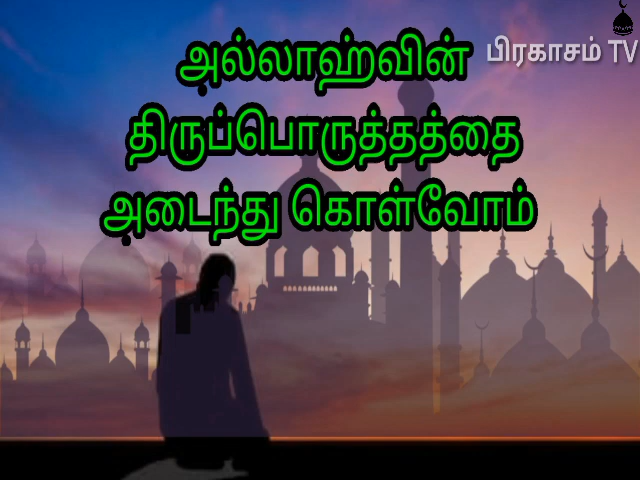 பிரகாசம் TV
அல்லாஹ்வின்
திருப்பொருத்தத்தை
அடைந்து கொள்வோம்